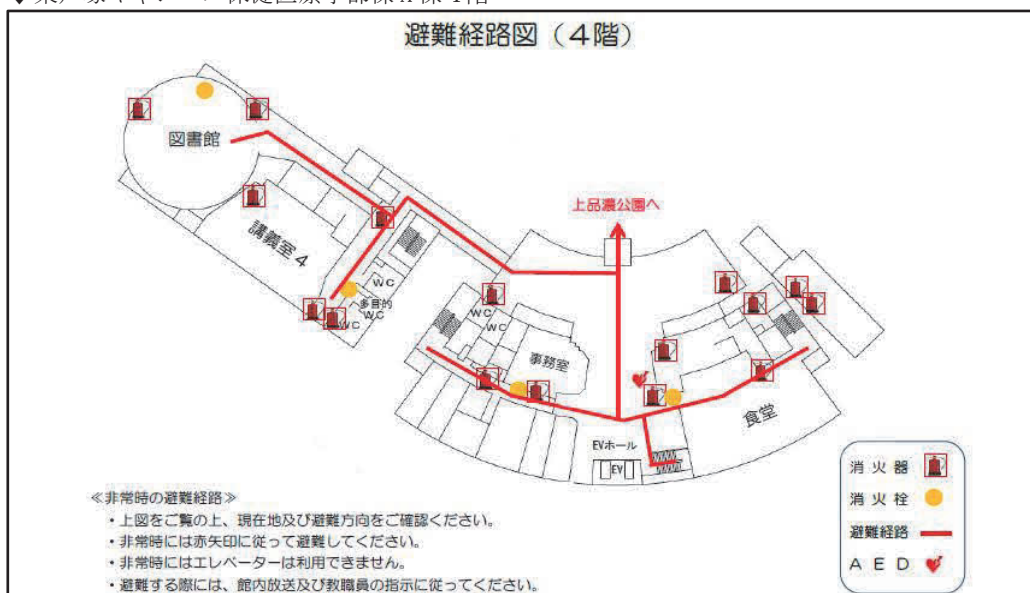 避難経路図（４階）
図書館
上品濃公園へ
講義室４
ＷＣ
多目的
ＷＣ
ＷＣ
ＷＣ
ＷＣ
事務室
食堂
EVホール
EV
消火器
消火栓
避難経路
ＡＥＤ
≪非常時の避難経路≫
・上図をご覧の上、現在地及び避難方向をご確認ください。
・非常時には赤矢印に従って避難してください。
・非常時にはエレベーターは利用できません。
・避難する際には、館内放送及び教職員の指示に従ってください。